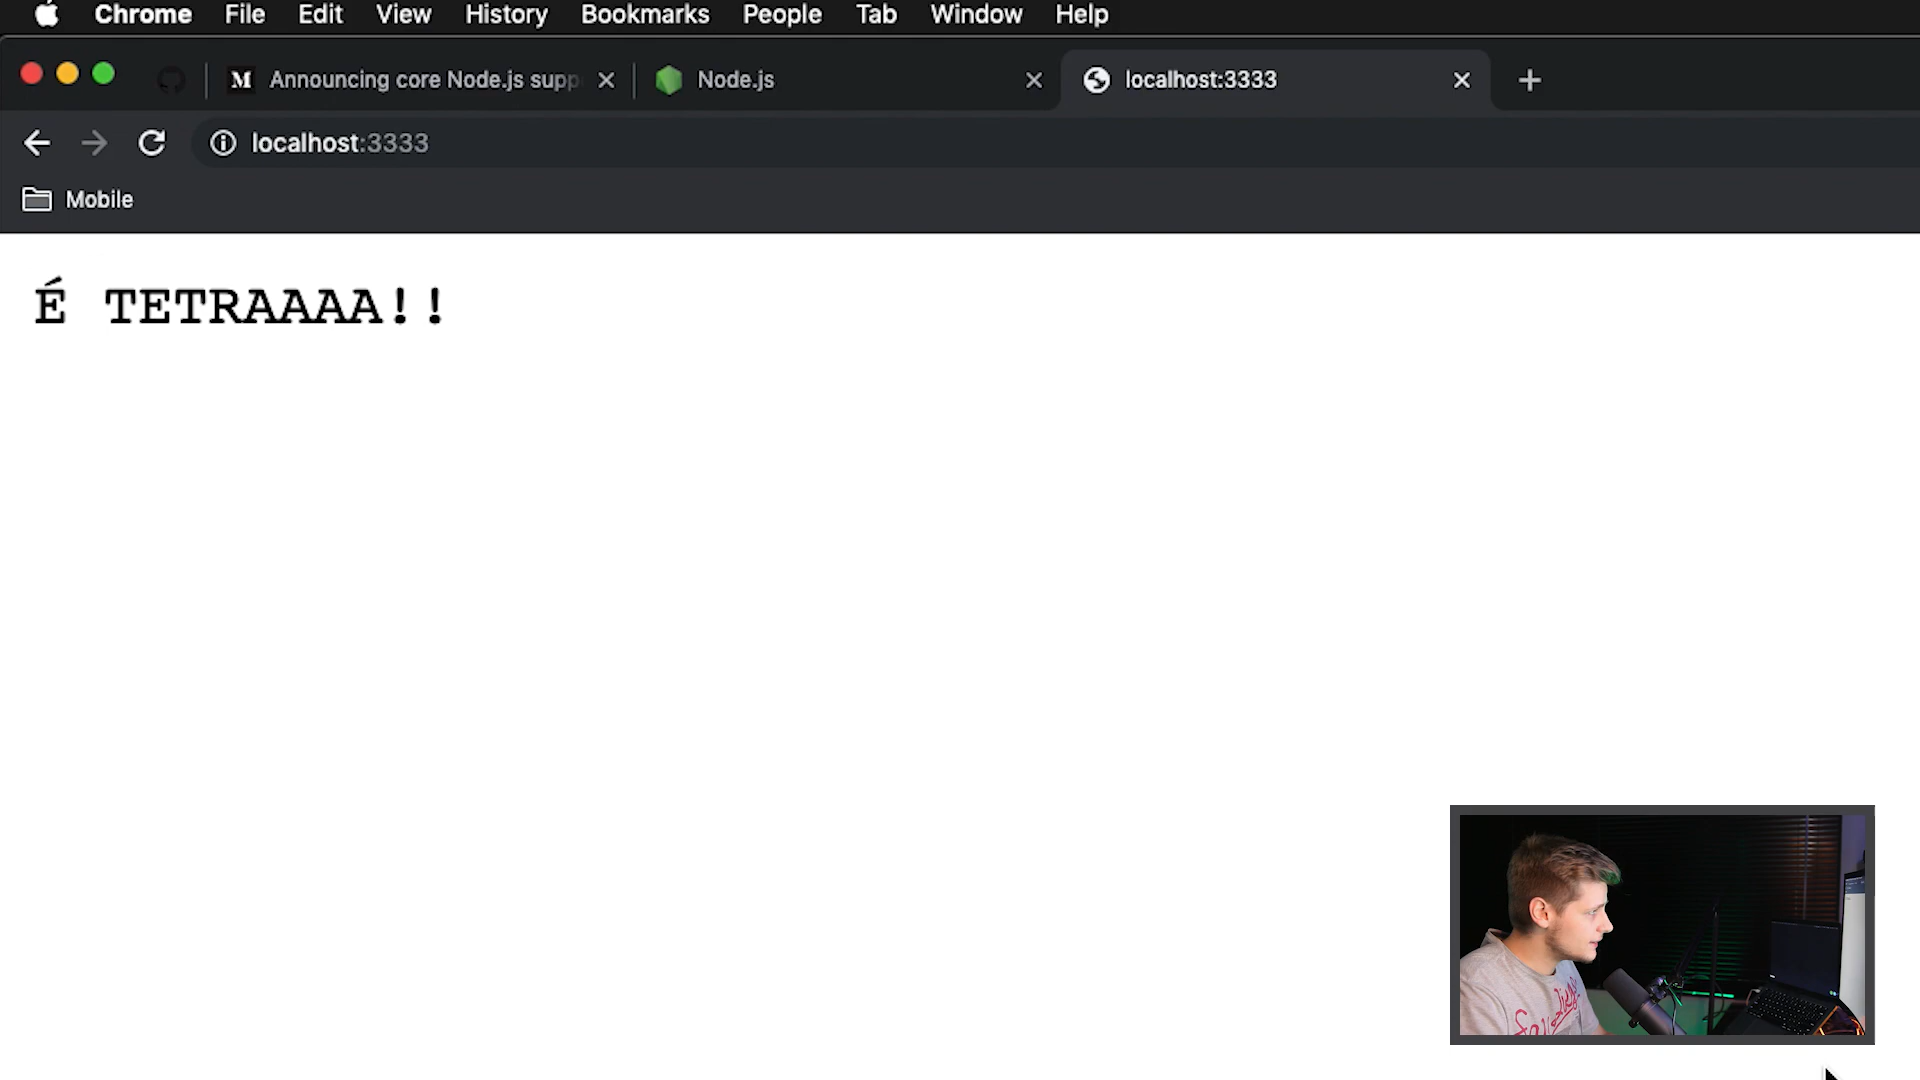 Chrome File Edit View History Bookmarks People Tab Window Help
M Announcing core Node.js supp
Node.js
localhost:3333
localhost:3333
Mobile
É TETRAAAA!!